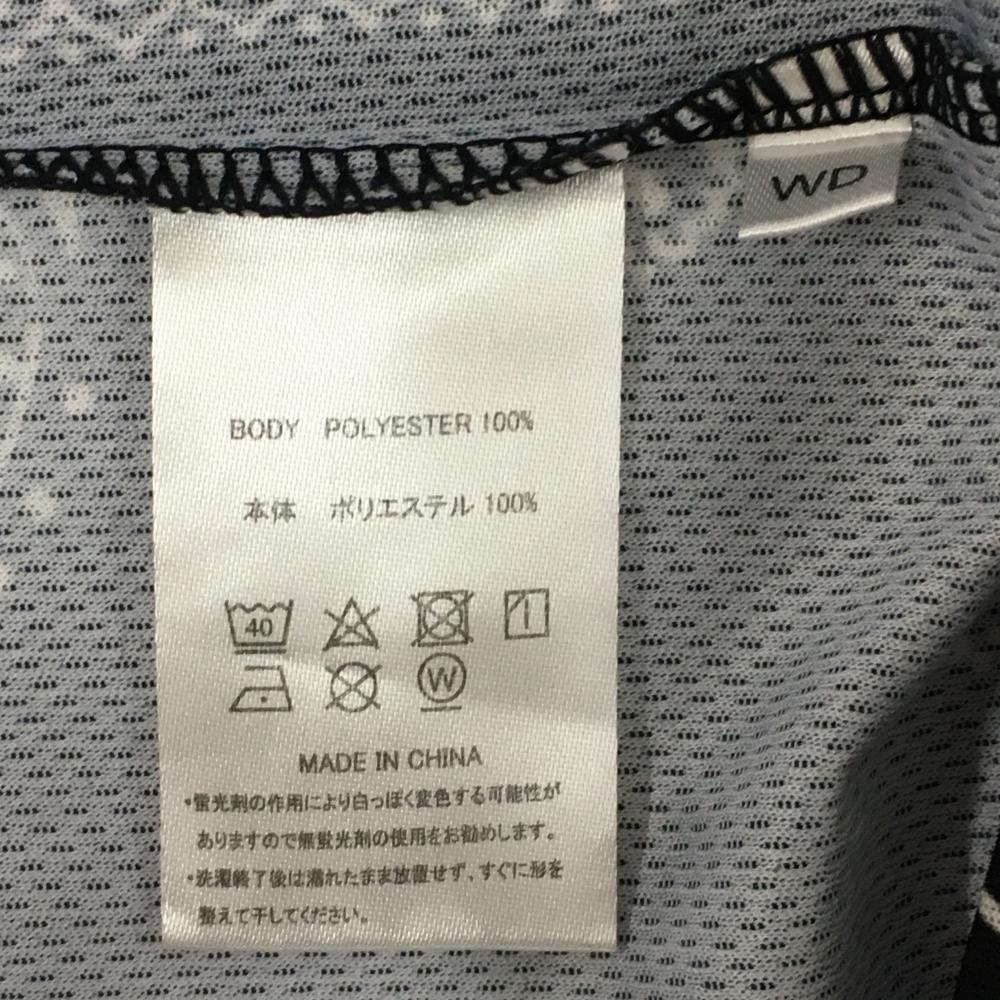 WD
BODY POLYESTER 100%
本体 ポリエステル 100%
40
W
MADE IN CHINA
・蛍光剤の作用により白っぽく変色する可能性が
ありますので無蛍光剤の使用をお勧めします。
・洗濯終了後は濡れたまま放置せず、すぐに形を
整えて干してください。